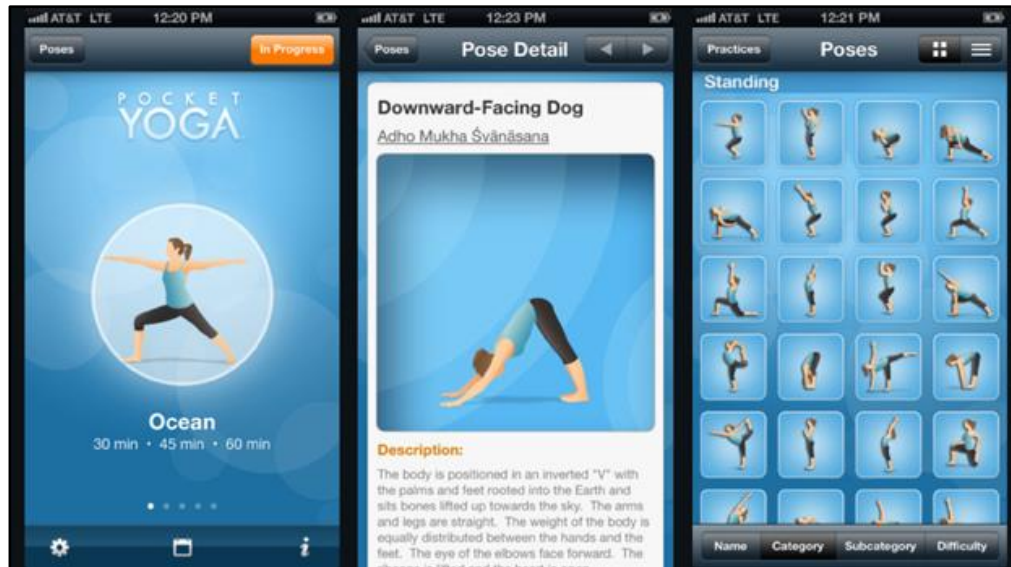 AT&T LTE 12:20 PM
Poses In Progress
POCKET
YOGA
Ocean
30 min • 45 min • 60 min
AT&T LTE 12:23 PM
Poses Pose Detail
Downward-Facing Dog
Adho Mukha Śvānāsana
Description:
The body is positioned in an inverted "V" with
the palms and feet rooted into the Earth and
sits bones lifted up towards the sky. The arms
and legs are straight. The weight of the body is
equally distributed between the hands and the
feet. The eye of the elbows face forward. The
AT&T LTE 12:21 PM
Practices Poses
Standing
Name Category Subcategory Difficulty